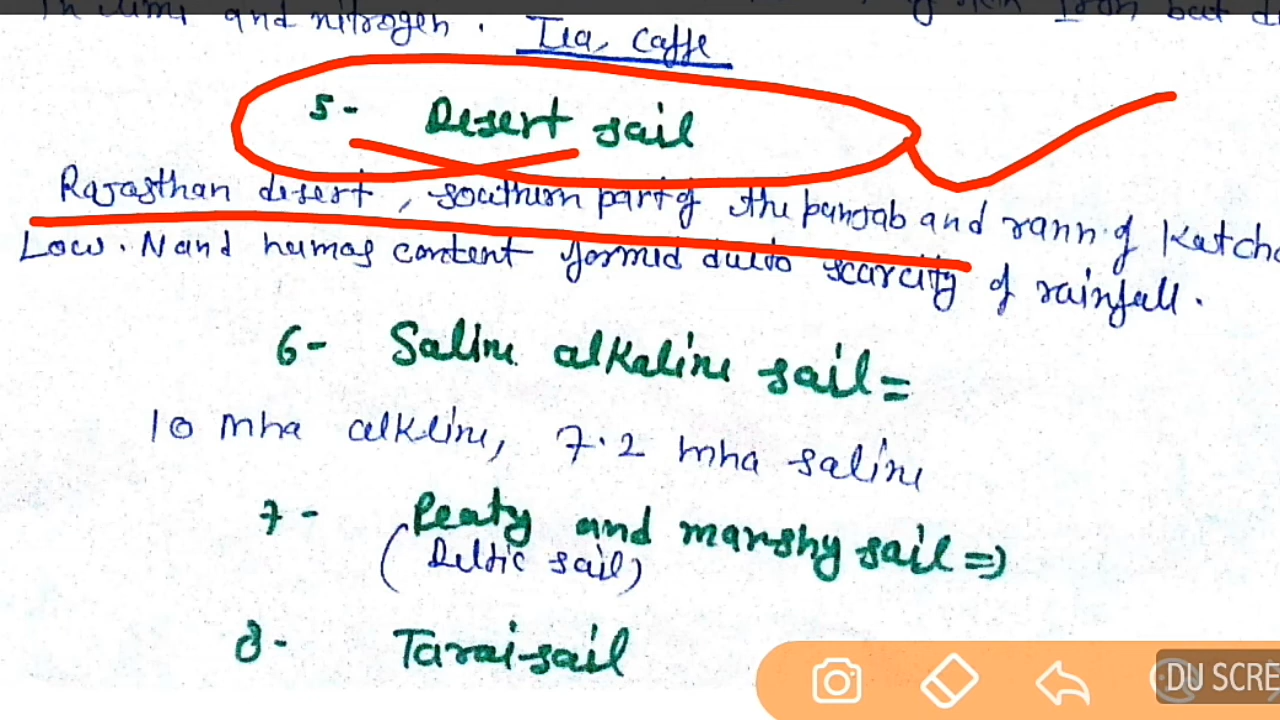 and nitrogen. Tea, Caffe
5- Desert sail
Rajasthan desert, southern part of the punjab and rann of Katch
Low. N and humas content formed due to scarcity of rainfall.
6- Saline alkaline sail=
10 mha alkline, 7.2 mha saline
7- Peaty and marshy sail=)
(Deltic sail)
8- Tarai-sail
DU SCRE